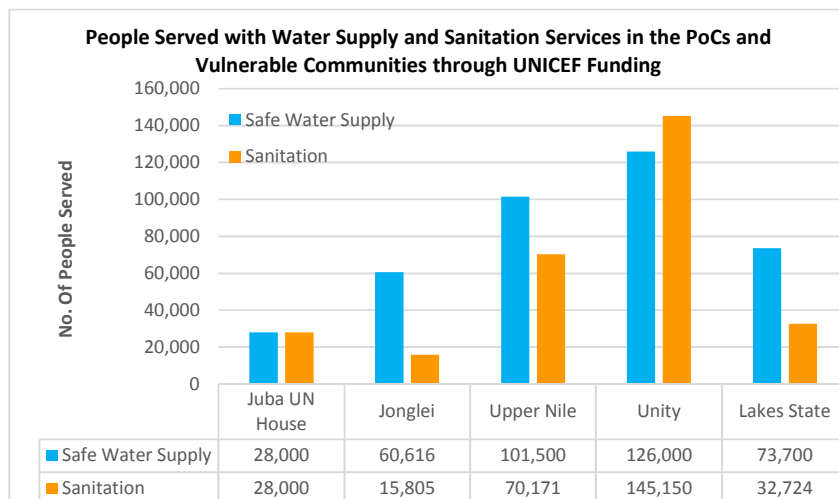 People Served with Water Supply and Sanitation Services in the PoCs and
Vulnerable Communities through UNICEF Funding
No. Of People Served
160,000
140,000
120,000
100,000
80,000
60,000
40,000
20,000
0
Safe Water Supply
Sanitation
Juba UN
House
Jonglei
Upper Nile
Unity
Lakes State
Safe Water Supply 28,000 60,616 101,500 126,000 73,700
Sanitation 28,000 15,805 70,171 145,150 32,724